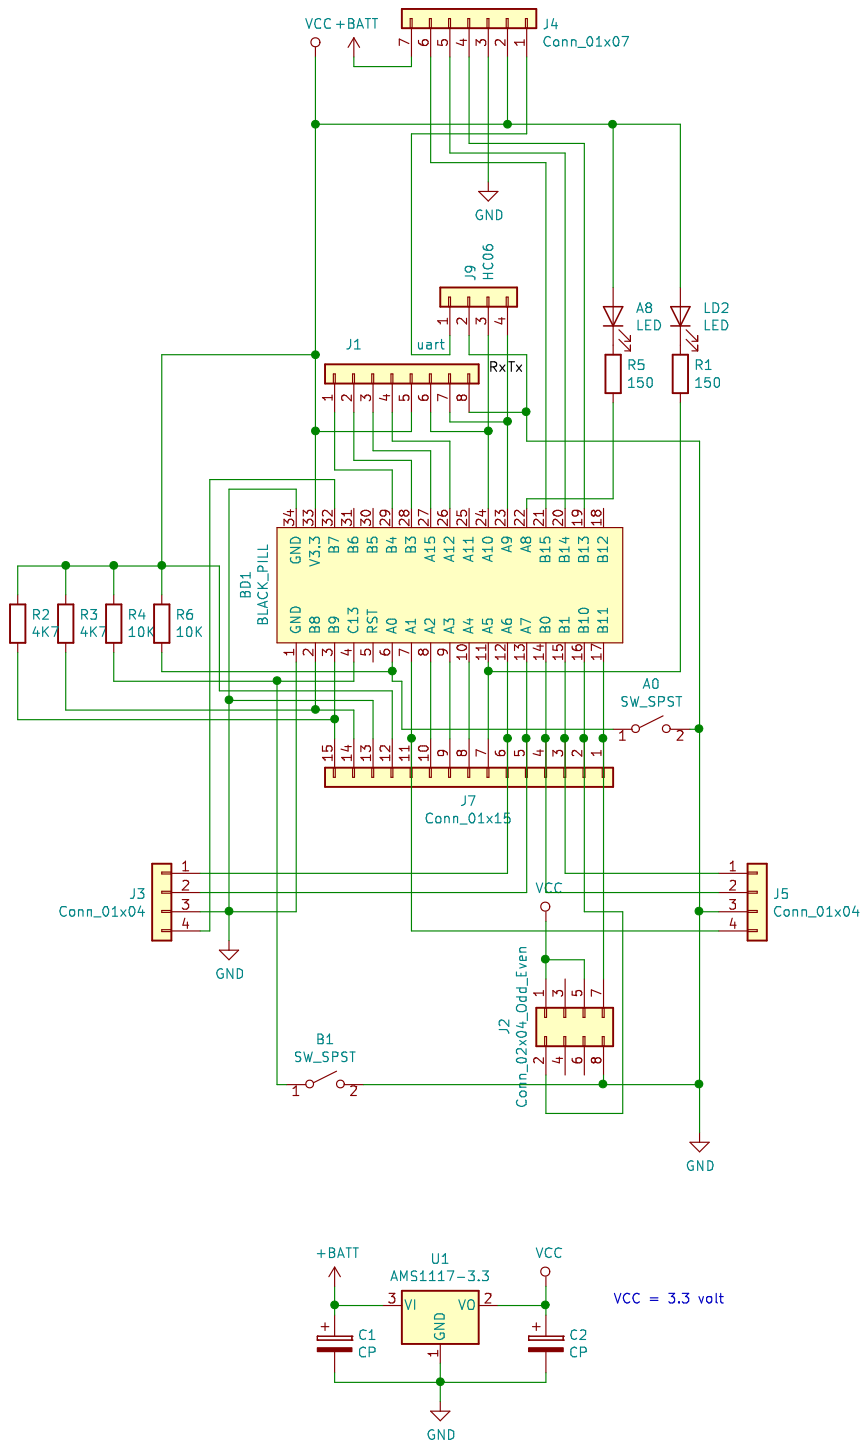 VCC +BATT
J4
Conn_01x07
7 6 5 4 3 2 1
GND
J9
HC06
1 2 3 4
A8
LED
LD2
LED
J1
uart
RxTx
R5
150
R1
150
1 2 3 4 5 6 7 8
34 33 32 31 30 29 28 27 26 25 24 23 22 21 20 19 18
GND V3.3 B7 B6 B5 B4 B3 A15 A12 A11 A10 A9 A8 B15 B14 B13 B12
BD1
BLACK_PILL
GND B8 B9 C13 RST A0 A1 A2 A3 A4 A5 A6 A7 B0 B1 B10 B11
1 2 3 4 5 6 7 8 9 10 11 12 13 14 15 16 17
R2
4K7
R3
4K7
R4
10K
R6
10K
A0
SW_SPST
1 2
15 14 13 12 11 10 9 8 7 6 5 4 3 2 1
J7
Conn_01x15
J3
Conn_01x04
1
2
3
4
GND
VCC
J5
Conn_01x04
1
2
3
4
J2
Conn_02x04_Odd_Even
1 3 5 7
2 4 6 8
B1
SW_SPST
1 2
GND
+BATT
U1
AMS1117-3.3
VCC
VCC = 3.3 volt
3 VI VO 2
GND
1
+
C1
CP
+
C2
CP
GND